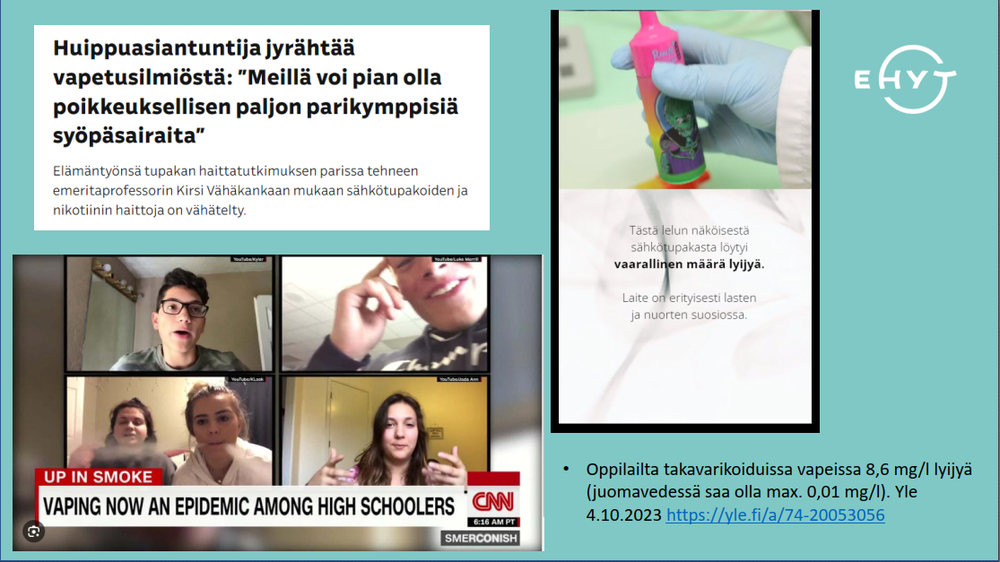 Huippuasiantuntija jyrähtää
vapetusilmiöstä: ”Meillä voi pian olla
poikkeuksellisen paljon parikymppisiä
syöpäsairaita”
Elämäntyönsä tupakan haittatutkimuksen parissa tehneen
emeritaprofessorin Kirsi Vähäkankaan mukaan sähkötupakoiden ja
nikotiinin haittoja on vähätelty.
YouTube/Kyler
YouTube/Luke Merrill
YouTube/KLoak
YouTube/Jada Ann
Champ
UP IN SMOKE
VAPING NOW AN EPIDEMIC AMONG HIGH SCHOOLERS
CNN
6:16 AM PT
SMERCONISH
Tästä lelun näköisestä
sähkötupakasta löytyi
vaarallinen määrä lyijyä.
Laite on erityisesti lasten
ja nuorten suosiossa.
EHYT
• Oppilailta takavarikoiduissa vapeissa 8,6 mg/l lyijyä
(juomavedessä saa olla max. 0,01 mg/l). Yle
4.10.2023 https://yle.fi/a/74-20053056